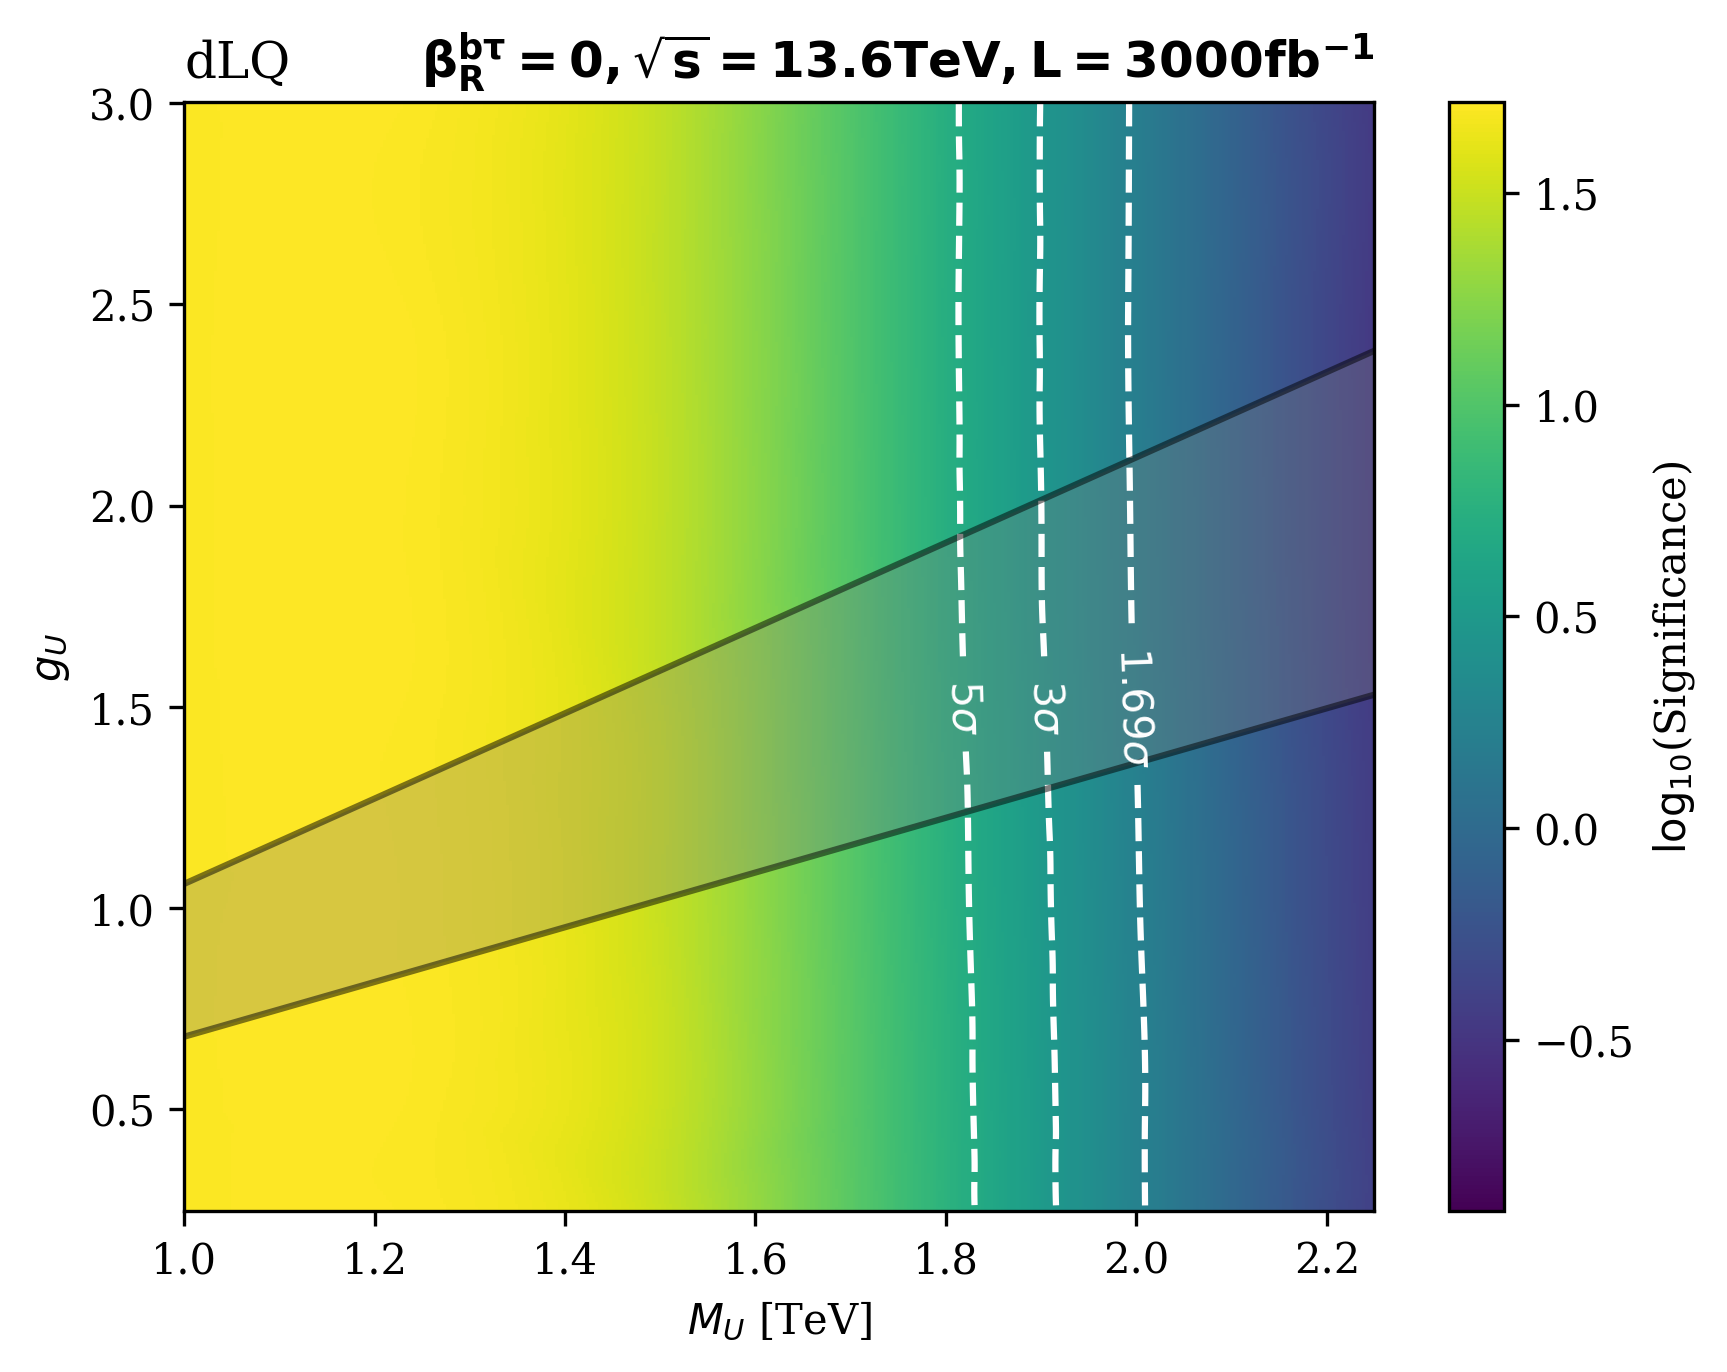 dLQ
β_R^{bτ} = 0, √s = 13.6TeV, L = 3000fb⁻¹
3.0
2.5
2.0
1.5
1.0
0.5
g_U
5σ
3σ
1.69σ
1.0 1.2 1.4 1.6 1.8 2.0 2.2
M_U [TeV]
1.5
1.0
0.5
0.0
−0.5
log₁₀(Significance)